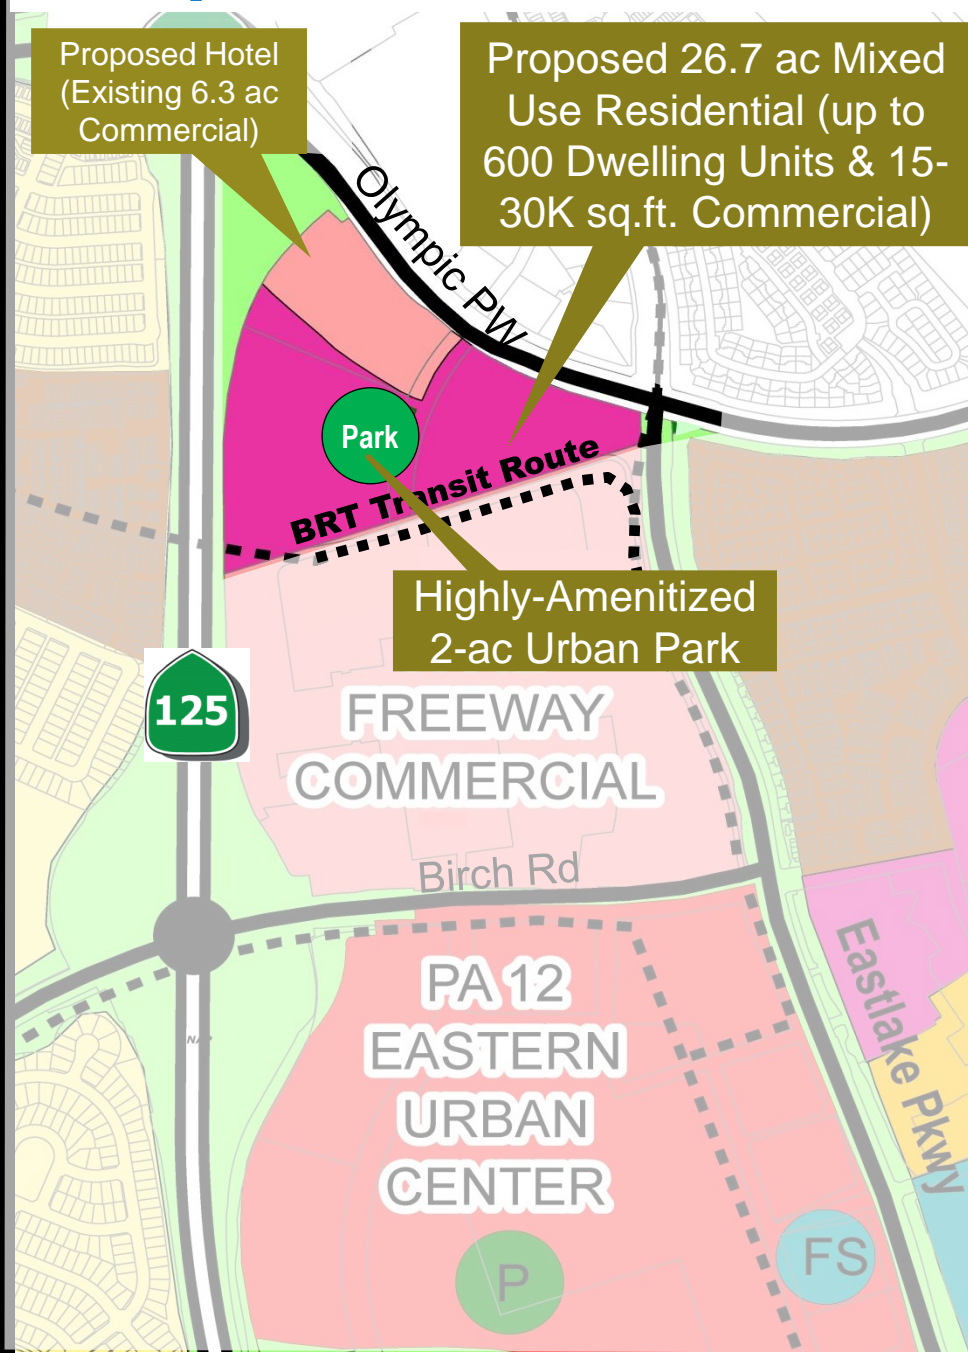 Proposed Hotel
(Existing 6.3 ac
Commercial)
Proposed 26.7 ac Mixed
Use Residential (up to
600 Dwelling Units & 15-
30K sq.ft. Commercial)
Olympic PW
Park
BRT Transit Route
Highly-Amenitized
2-ac Urban Park
125
FREEWAY
COMMERCIAL
Birch Rd
PA 12
EASTERN
URBAN
CENTER
Eastlake Pkwy
P
FS